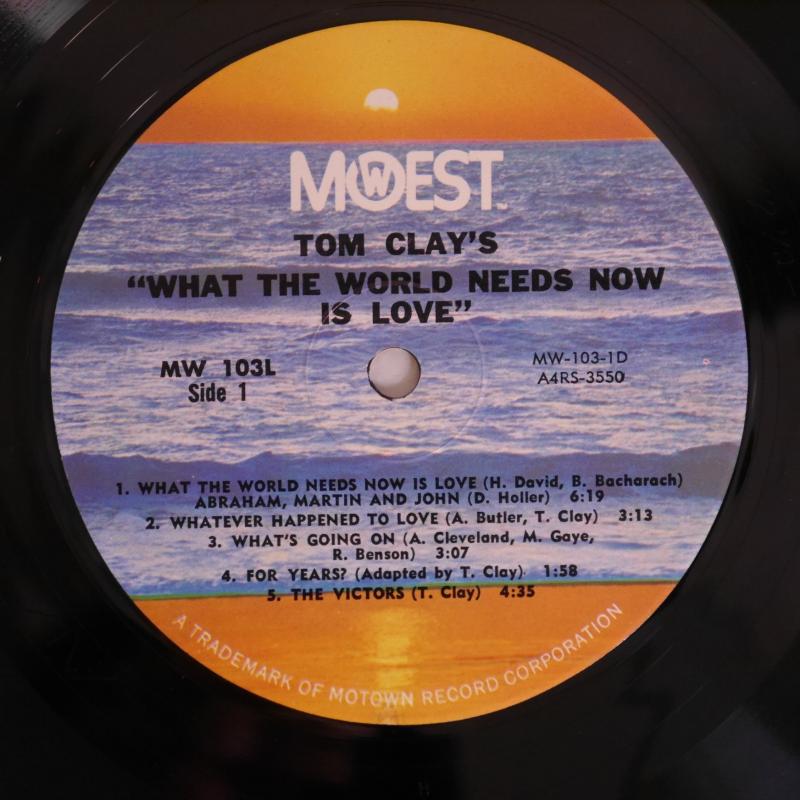 MOWEST™
TOM CLAY'S
"WHAT THE WORLD NEEDS NOW
IS LOVE"
MW 103L
Side 1
MW-103-1D
A4RS-3550
1. WHAT THE WORLD NEEDS NOW IS LOVE (H. David, B. Bacharach)
ABRAHAM, MARTIN AND JOHN (D. Holler) 6:19
2. WHATEVER HAPPENED TO LOVE (A. Butler, T. Clay) 3:13
3. WHAT'S GOING ON (A. Cleveland, M. Gaye,
R. Benson) 3:07
4. FOR YEARS? (Adapted by T. Clay) 1:58
5. THE VICTORS (T. Clay) 4:35
A TRADEMARK OF MOTOWN RECORD CORPORATION